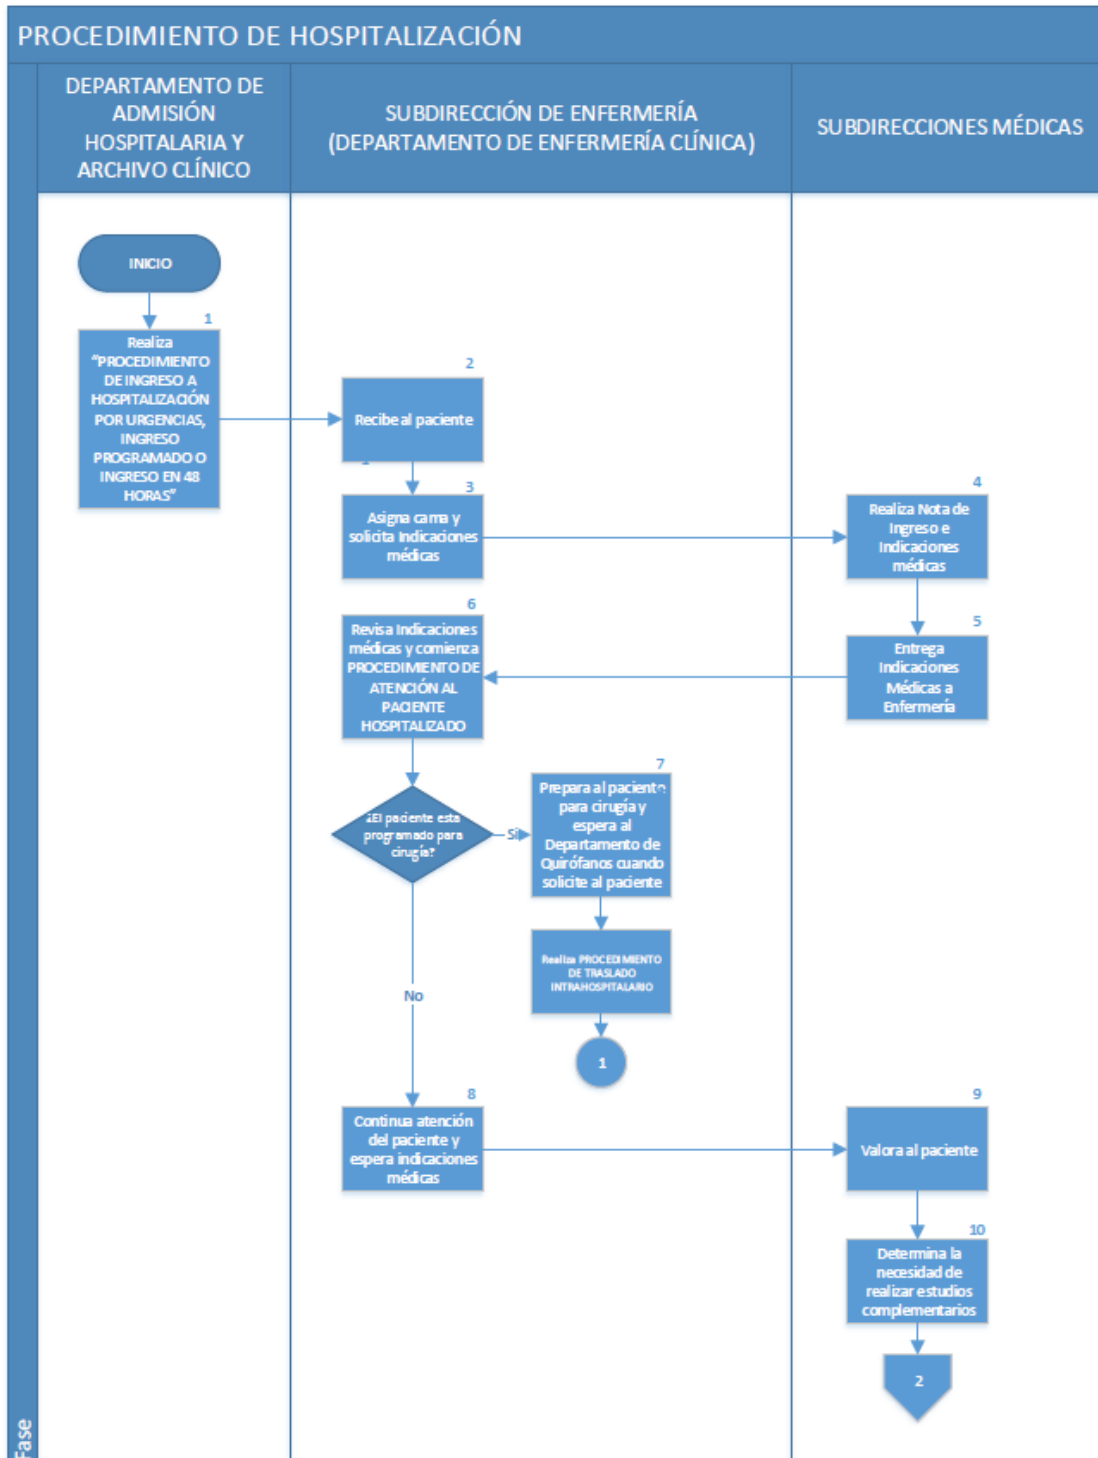 PROCEDIMIENTO DE HOSPITALIZACIÓN
DEPARTAMENTO DE
ADMISIÓN
HOSPITALARIA Y
ARCHIVO CLÍNICO
SUBDIRECCIÓN DE ENFERMERÍA
(DEPARTAMENTO DE ENFERMERÍA CLÍNICA)
SUBDIRECCIONES MÉDICAS
INICIO
1
Realiza
“PROCEDIMIENTO
DE INGRESO A
HOSPITALIZACIÓN
POR URGENCIAS,
INGRESO
PROGRAMADO O
INGRESO EN 48
HORAS”
2
Recibe al paciente
3
Asigna cama y
solicita Indicaciones
médicas
4
Realiza Nota de
Ingreso e
Indicaciones
médicas
5
Entrega
Indicaciones
Médicas a
Enfermería
6
Revisa Indicaciones
médicas y comienza
PROCEDIMIENTO DE
ATENCIÓN AL
PACIENTE
HOSPITALIZADO
¿El paciente esta
programado para
cirugía?
Si
7
Prepara al paciente
para cirugía y
espera al
Departamento de
Quirófanos cuando
solicite al paciente
Realiza PROCEDIMIENTO
DE TRASLADO
INTRAHOSPITALARIO
1
No
8
Continua atención
del paciente y
espera indicaciones
médicas
9
Valora al paciente
10
Determina la
necesidad de
realizar estudios
complementarios
2
Fase